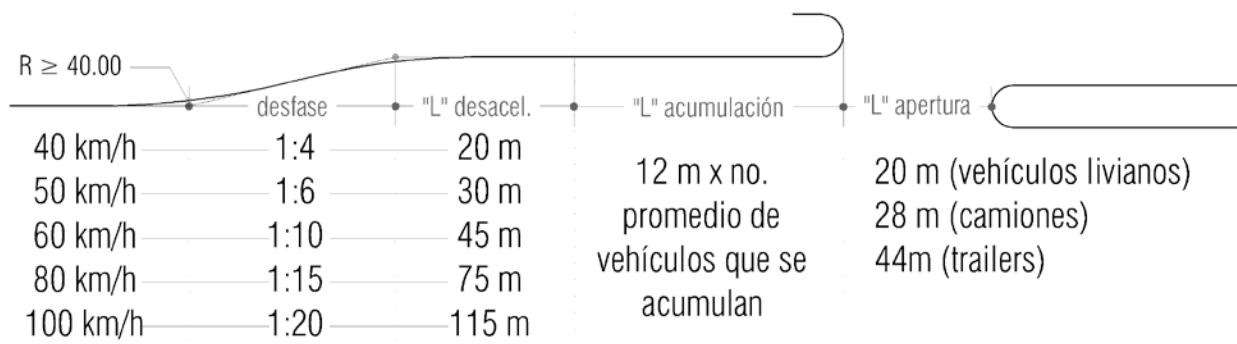 R ≥ 40.00
desfase "L" desacel. "L" acumulación "L" apertura
40 km/h 1:4 20 m
50 km/h 1:6 30 m
60 km/h 1:10 45 m
80 km/h 1:15 75 m
100 km/h 1:20 115 m
12 m x no.
promedio de
vehículos que se
acumulan
20 m (vehículos livianos)
28 m (camiones)
44m (trailers)